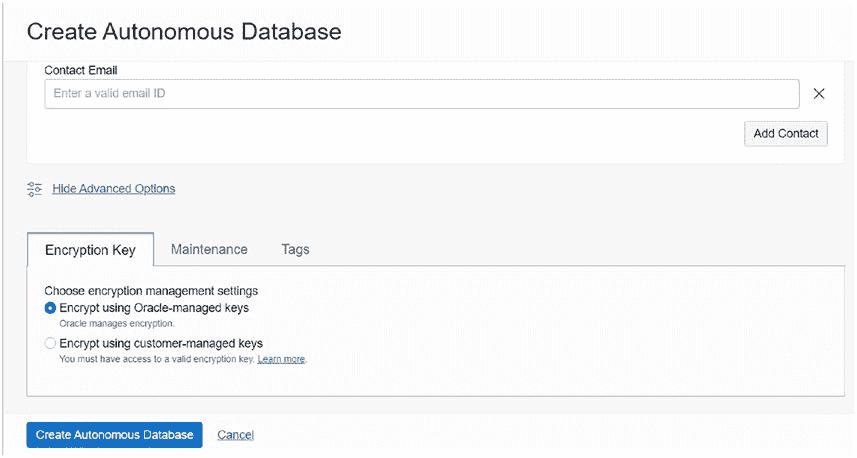 Create Autonomous Database
Contact Email
Enter a valid email ID
Add Contact
Hide Advanced Options
Encryption Key Maintenance Tags
Choose encryption management settings
Encrypt using Oracle-managed keys
Oracle manages encryption.
Encrypt using customer-managed keys
You must have access to a valid encryption key. Learn more.
Create Autonomous Database Cancel